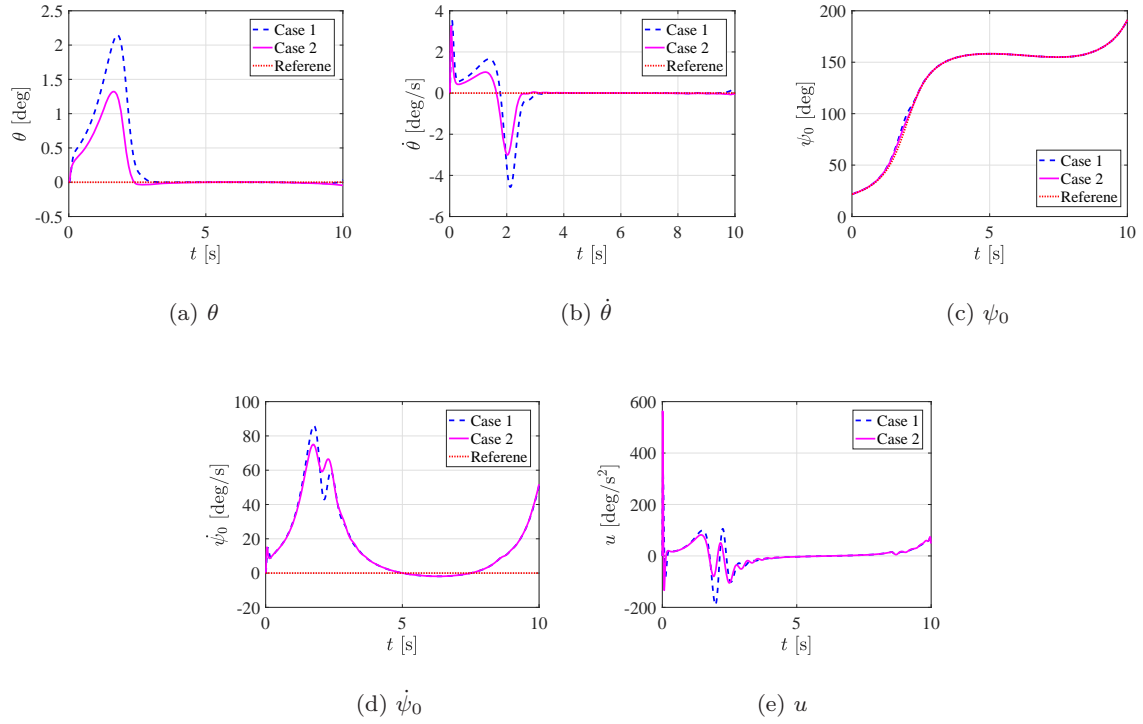 2.5
2
1.5
1
0.5
0
-0.5
θ [deg]
0
5
10
t [s]
Case 1
Case 2
Referene
(a) θ
4
2
0
-2
-4
-6
θ̇ [deg/s]
0
2
4
6
8
10
t [s]
Case 1
Case 2
Referene
(b) θ̇
200
150
100
50
0
ψ₀ [deg]
0
5
10
t [s]
Case 1
Case 2
Referene
(c) ψ₀
100
80
60
40
20
0
-20
ψ̇₀ [deg/s]
0
5
10
t [s]
Case 1
Case 2
Referene
(d) ψ̇₀
600
400
200
0
-200
u [deg/s²]
0
5
10
t [s]
Case 1
Case 2
(e) u